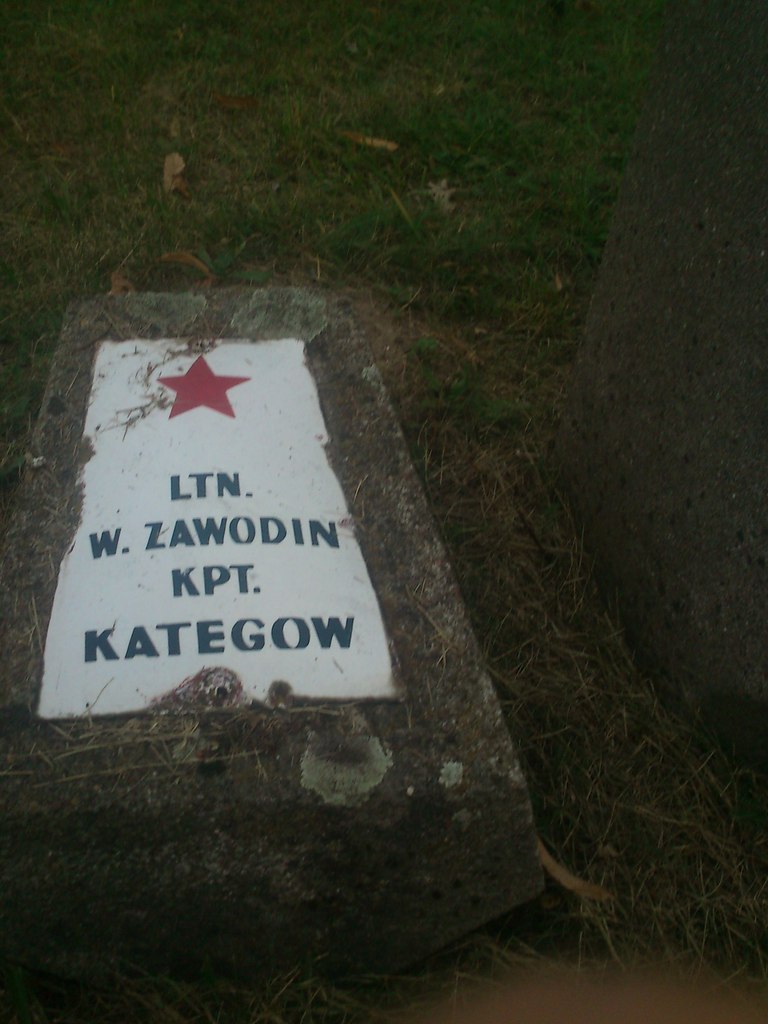 LTN.
W. ZAWODIN
KPT.
KATEGOW